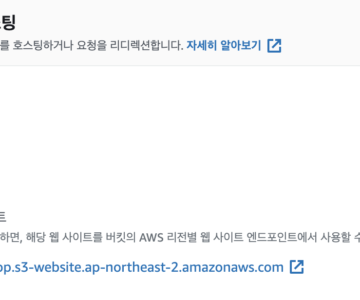 스팅
를 호스팅하거나 요청을 리디렉션합니다. 자세히 알아보기
트
하면, 해당 웹 사이트를 버킷의 AWS 리전별 웹 사이트 엔드포인트에서 사용할 수
op.s3-website.ap-northeast-2.amazonaws.com